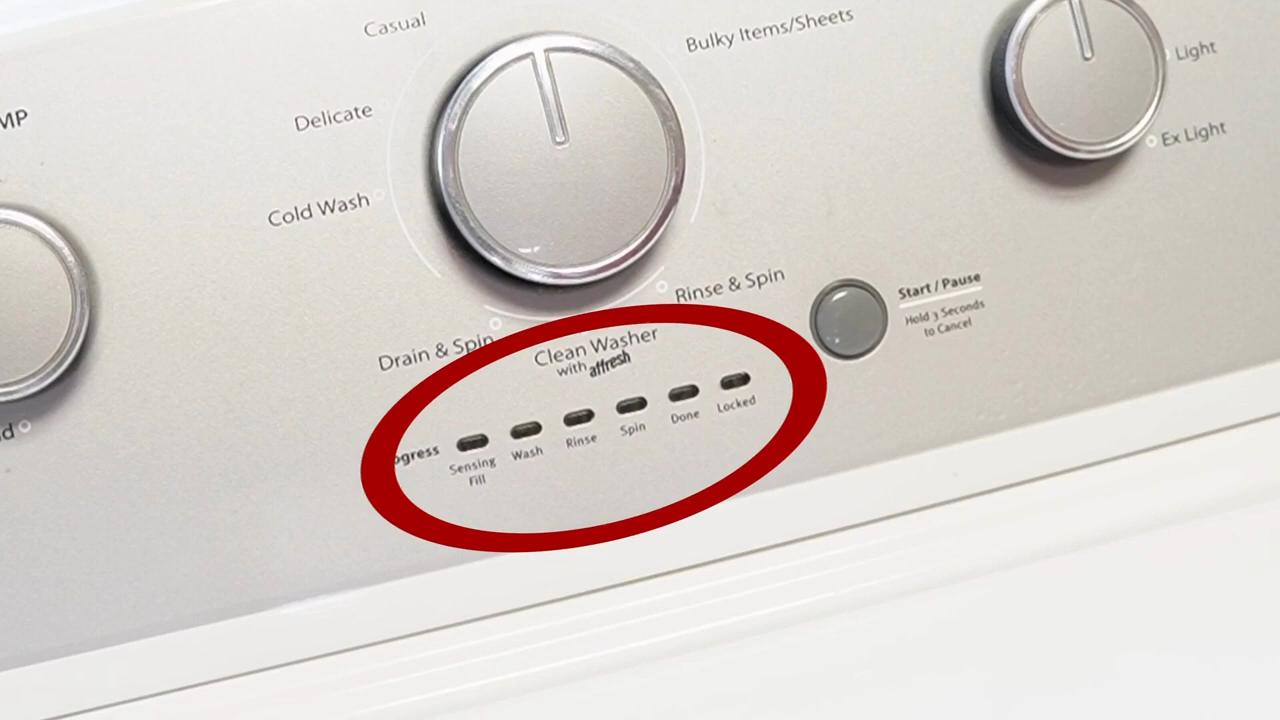 Casual
Bulky Items/Sheets
Light
MP
Delicate
Ex Light
Cold Wash
Rinse & Spin
Start / Pause
Hold 3 Seconds
to Cancel
Drain & Spin
Clean Washer
with affresh
ogress
Sensing
Fill
Wash
Rinse
Spin
Done
Locked
d